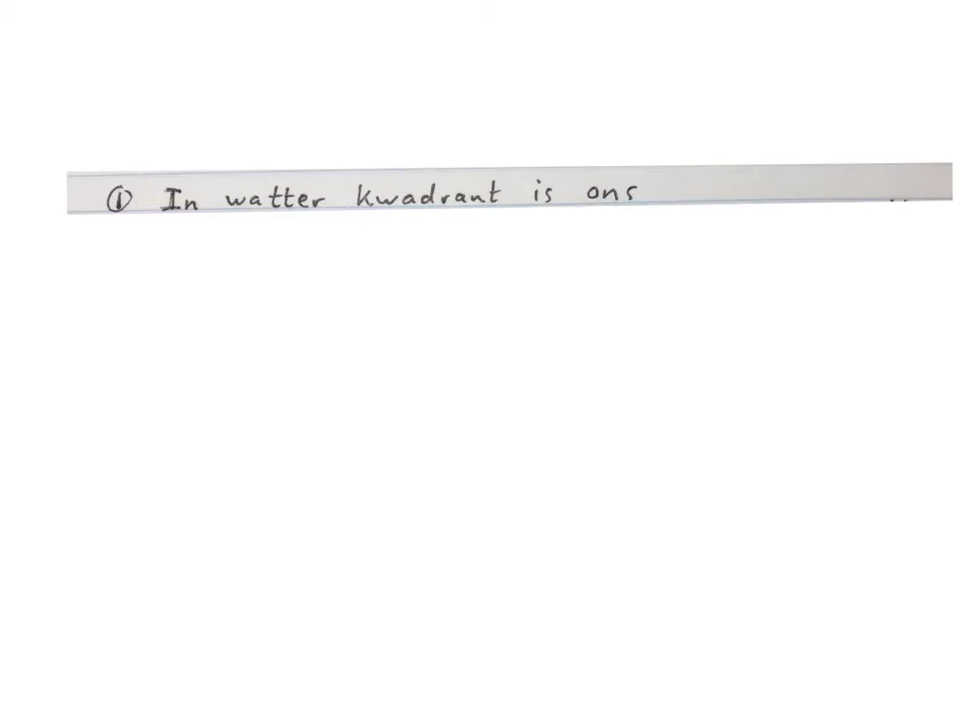 ① In watter kwadrant is ons